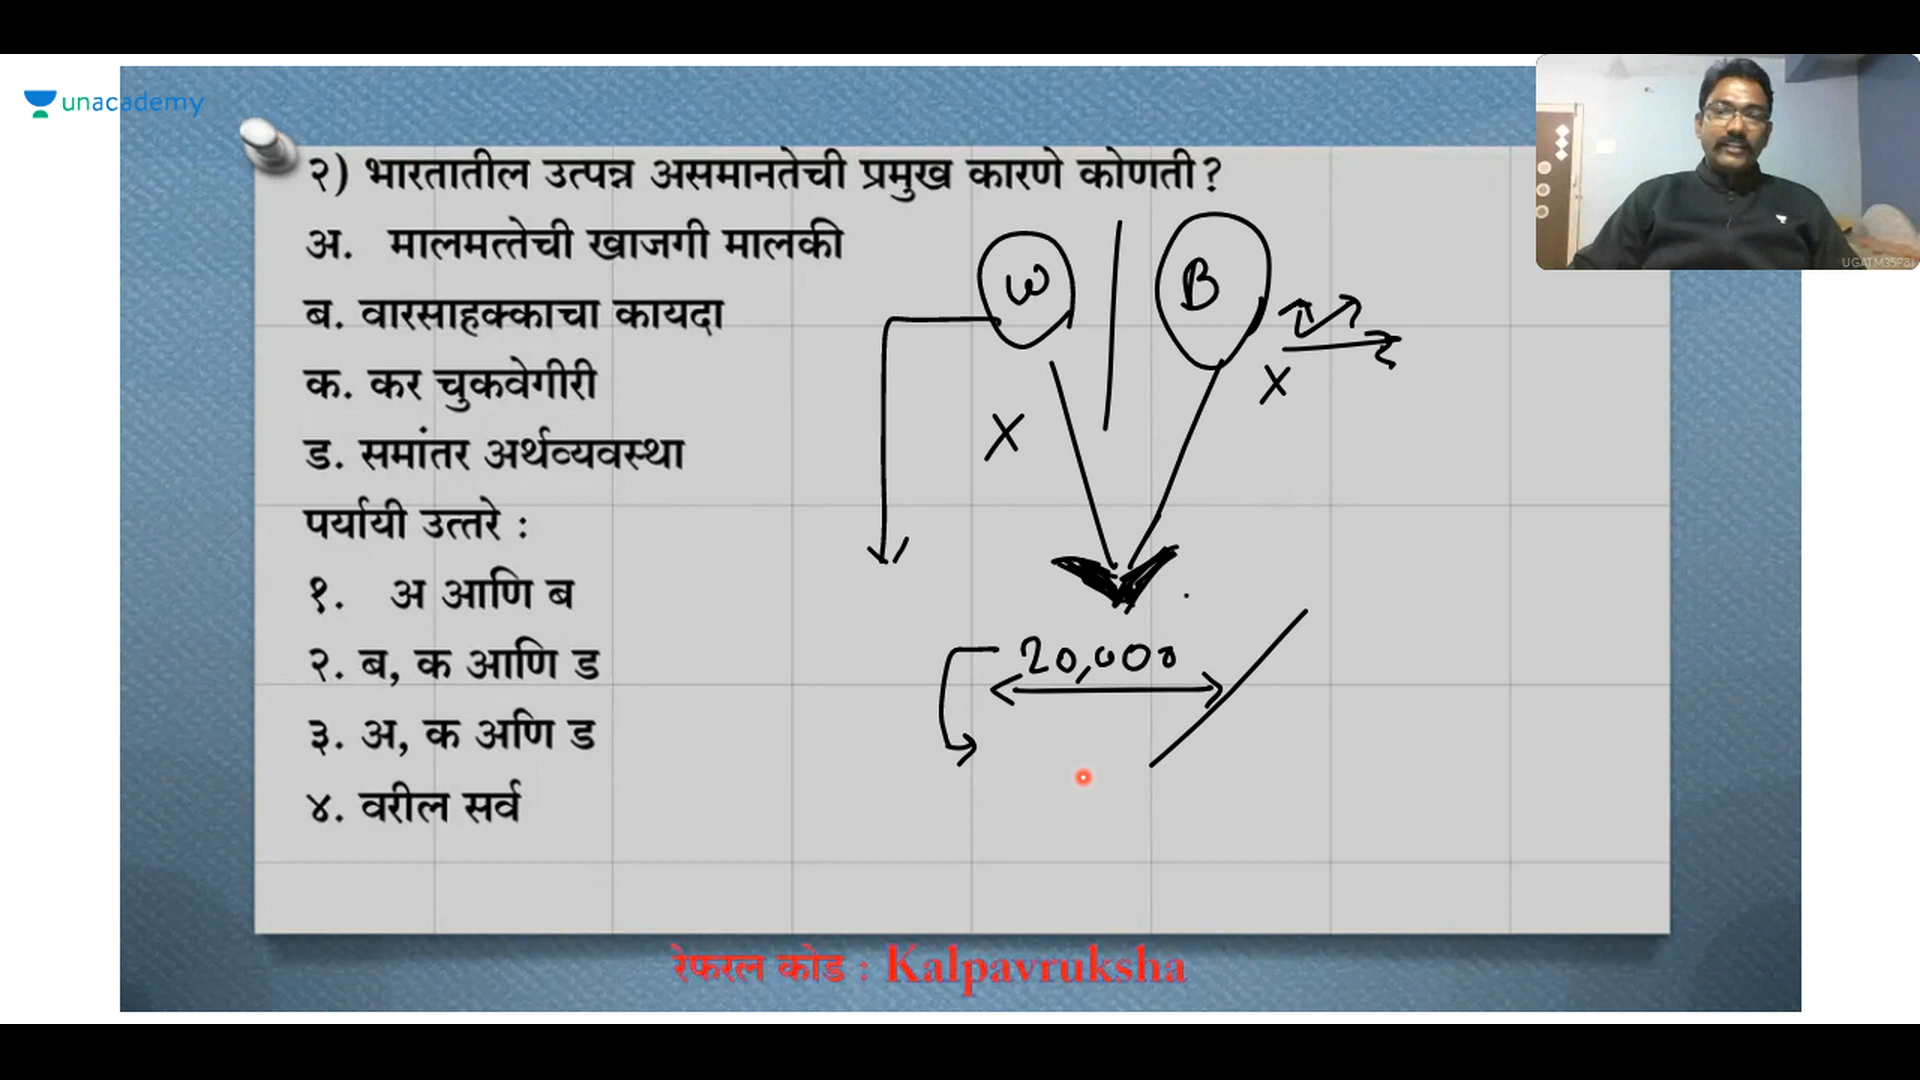 unacademy
२) भारतातील उत्पन्न असमानतेची प्रमुख कारणे कोणती?
अ. मालमत्तेची खाजगी मालकी
ब. वारसाहक्काचा कायदा
क. कर चुकवेगीरी
ड. समांतर अर्थव्यवस्था
पर्यायी उत्तरे :
१. अ आणि ब
२. ब, क आणि ड
३. अ, क अणि ड
४. वरील सर्व
W
B
X
X
20,000
रेफरल कोड : Kalpavruksha